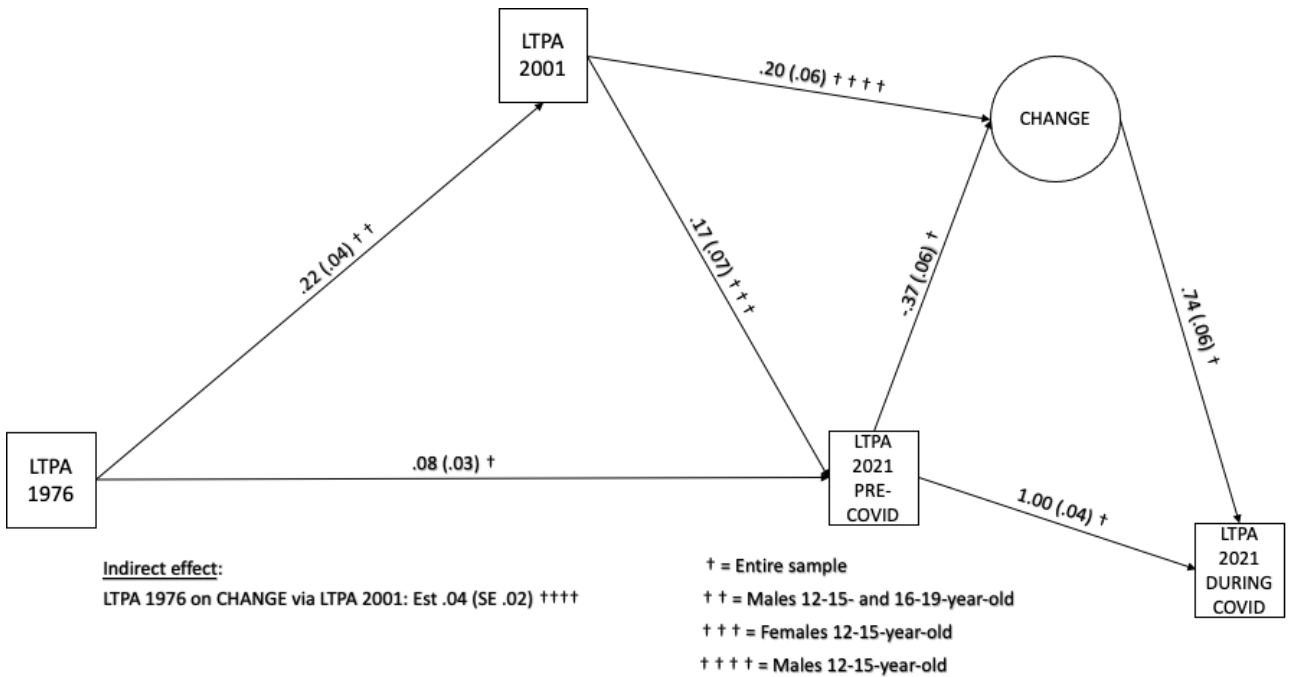 LTPA
2001
.20 (.06) † † † †
CHANGE
.22 (.04) † †
.17 (.07) † † †
-.37 (.06) †
.74 (.06) †
LTPA
1976
.08 (.03) †
LTPA
2021
PRE-
COVID
1.00 (.04) †
LTPA
2021
DURING
COVID
Indirect effect:
LTPA 1976 on CHANGE via LTPA 2001: Est .04 (SE .02) ††††
† = Entire sample
† † = Males 12-15- and 16-19-year-old
† † † = Females 12-15-year-old
† † † † = Males 12-15-year-old